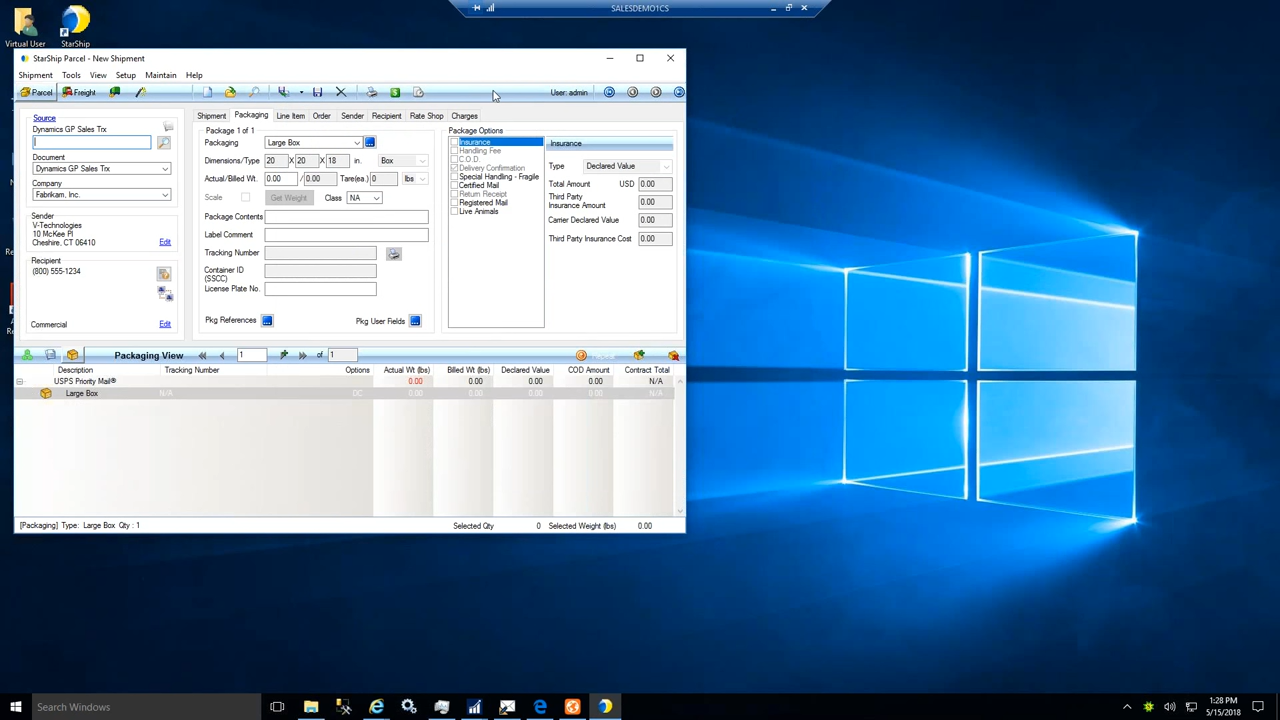 SALESDEMO1CS
Virtual User
StarShip
StarShip Parcel - New Shipment
Shipment Tools View Setup Maintain Help
Parcel Freight User: admin
Source
Dynamics GP Sales Trx
Document
Dynamics GP Sales Trx
Company
Fabrikam, Inc.
Sender
V-Technologies
10 McKee Pl
Cheshire, CT 06410 Edit
Recipient
(800) 555-1234
Commercial Edit
Shipment Packaging Line Item Order Sender Recipient Rate Shop Charges
Package 1 of 1
Packaging Large Box
Dimensions/Type 20 X 20 X 18 in. Box
Actual/Billed Wt. 0.00 / 0.00 Tare(ea.) 0 lbs
Scale Get Weight Class NA
Package Contents
Label Comment
Tracking Number
Container ID
(SSCC)
License Plate No.
Pkg References Pkg User Fields
Package Options
Insurance
Handling Fee
C.O.D.
Delivery Confirmation
Special Handling - Fragile
Certified Mail
Return Receipt
Registered Mail
Live Animals
Insurance
Type Declared Value
Total Amount USD 0.00
Third Party
Insurance Amount 0.00
Carrier Declared Value 0.00
Third Party Insurance Cost 0.00
Packaging View 1 of 1 Repeat
Description Tracking Number Options Actual Wt (lbs) Billed Wt (lbs) Declared Value COD Amount Contract Total
USPS Priority Mail® 0.00 0.00 0.00 0.00 N/A
Large Box N/A DC 0.00 0.00 0.00 0.00 N/A
[Packaging] Type: Large Box Qty : 1 Selected Qty 0 Selected Weight (lbs) 0.00
Search Windows
1:28 PM
5/15/2018